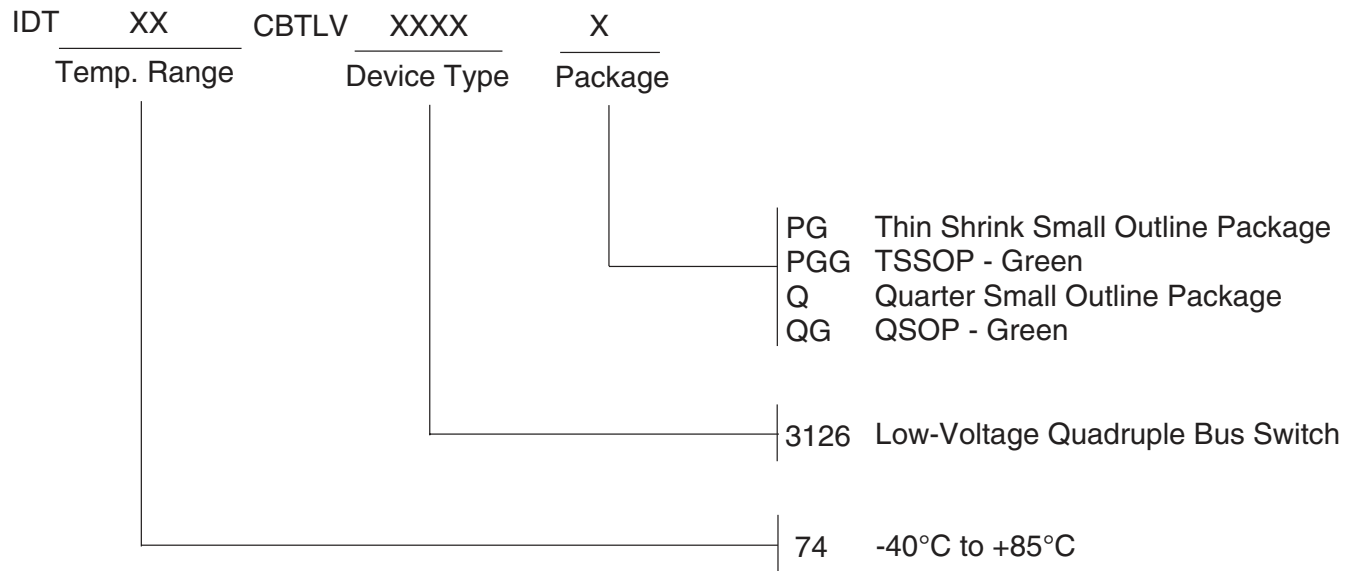 IDT XX CBTLV XXXX X
Temp. Range Device Type Package
PG Thin Shrink Small Outline Package
PGG TSSOP - Green
Q Quarter Small Outline Package
QG QSOP - Green
3126 Low-Voltage Quadruple Bus Switch
74 -40°C to +85°C